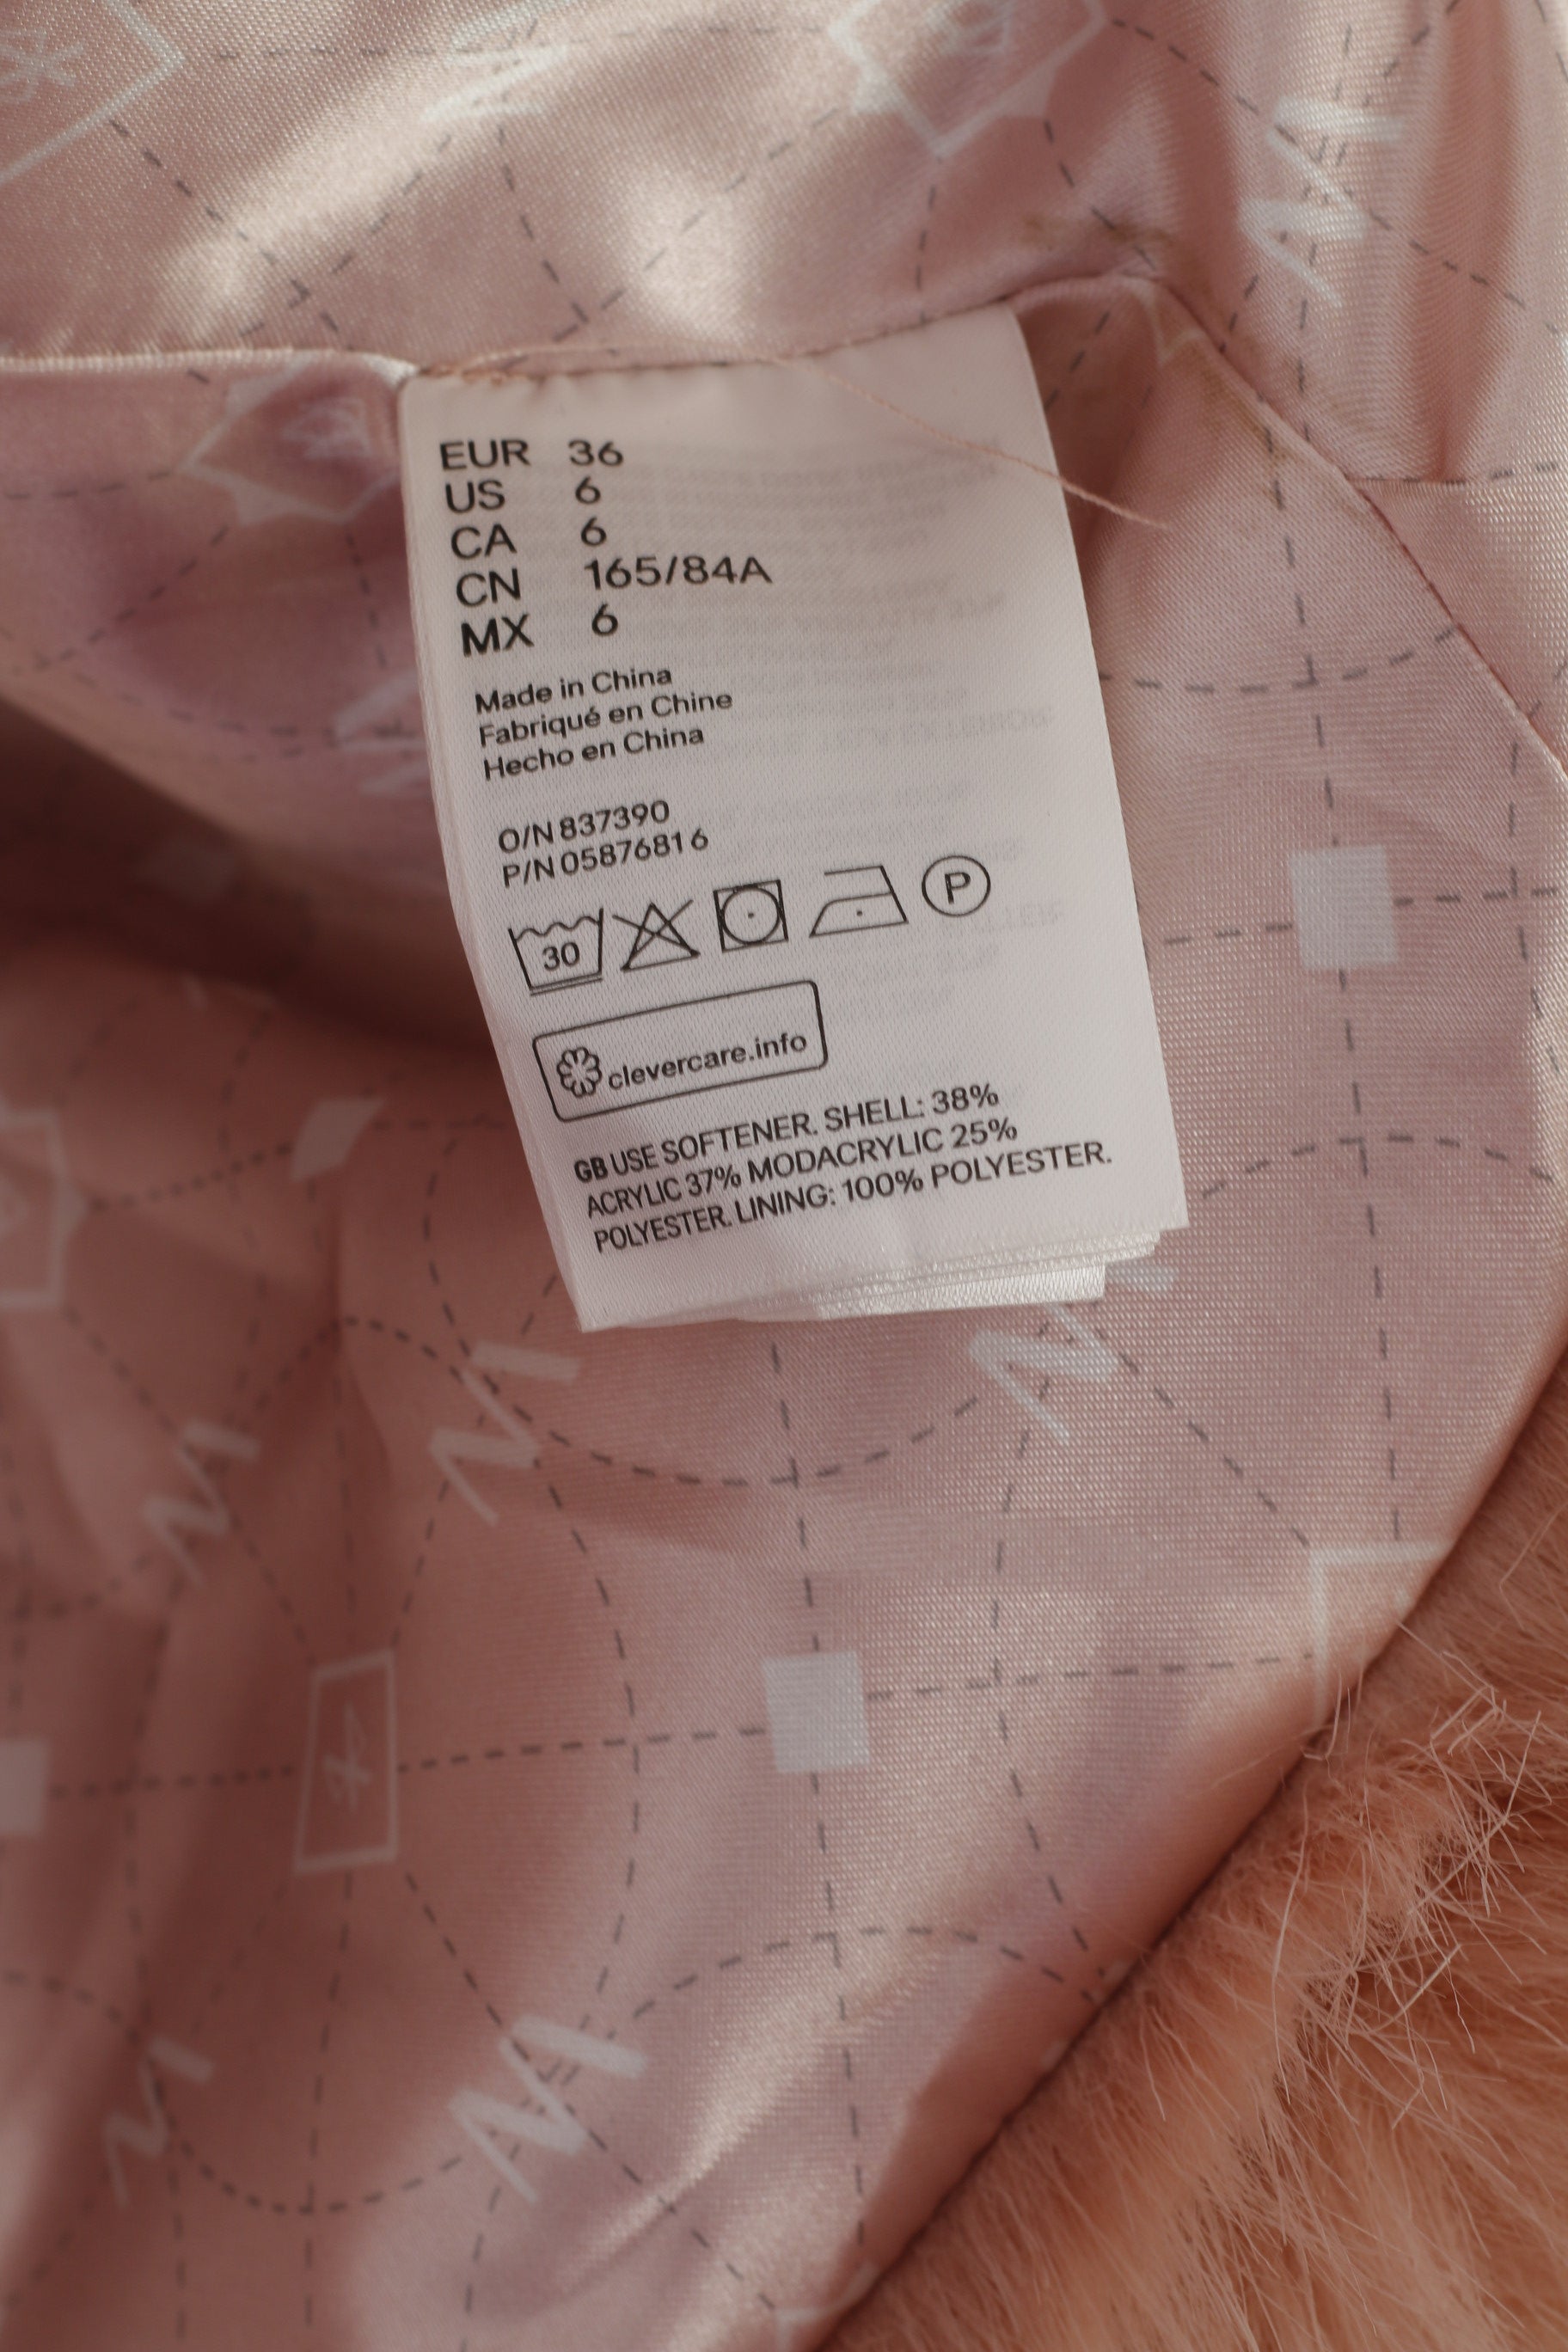 EUR 36
US 6
CA 6
CN 165/84A
MX 6
Made in China
Fabriqué en Chine
Hecho en China
O/N 837390
P/N 05876816
30
P
clevercare.info
GB USE SOFTENER. SHELL: 38%
ACRYLIC 37% MODACRYLIC 25%
POLYESTER. LINING: 100% POLYESTER.